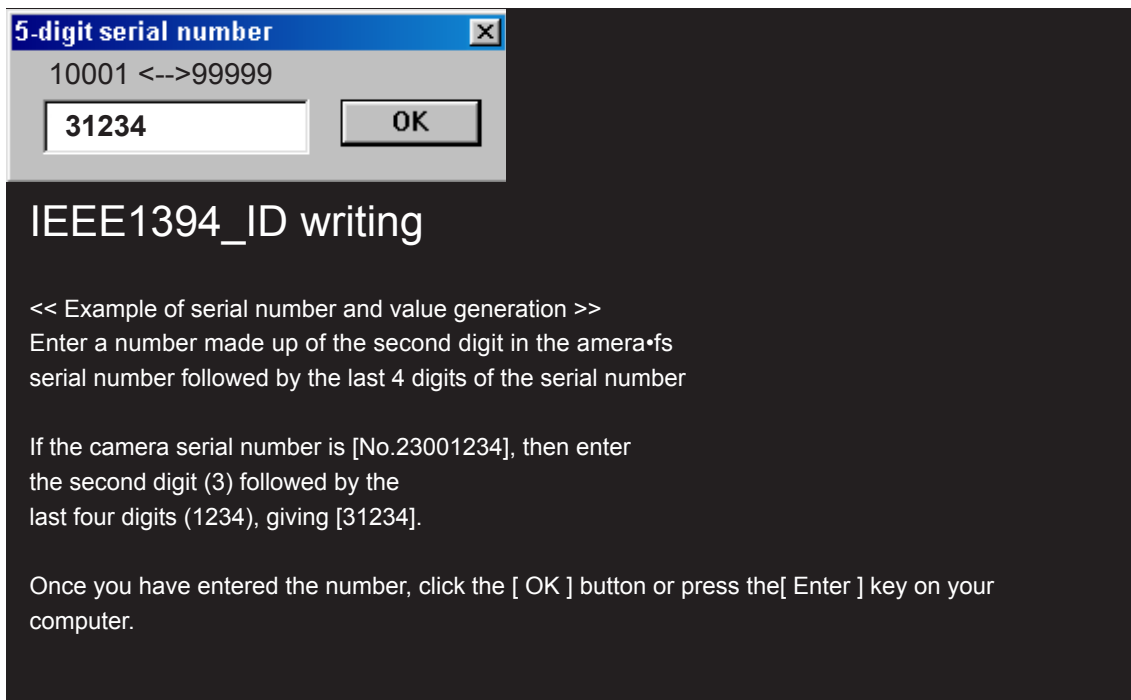 5-digit serial number
10001 <-->99999
31234
OK
IEEE1394_ID writing
<< Example of serial number and value generation >>
Enter a number made up of the second digit in the amera•fs
serial number followed by the last 4 digits of the serial number
If the camera serial number is [No.23001234], then enter
the second digit (3) followed by the
last four digits (1234), giving [31234].
Once you have entered the number, click the [ OK ] button or press the[ Enter ] key on your
computer.